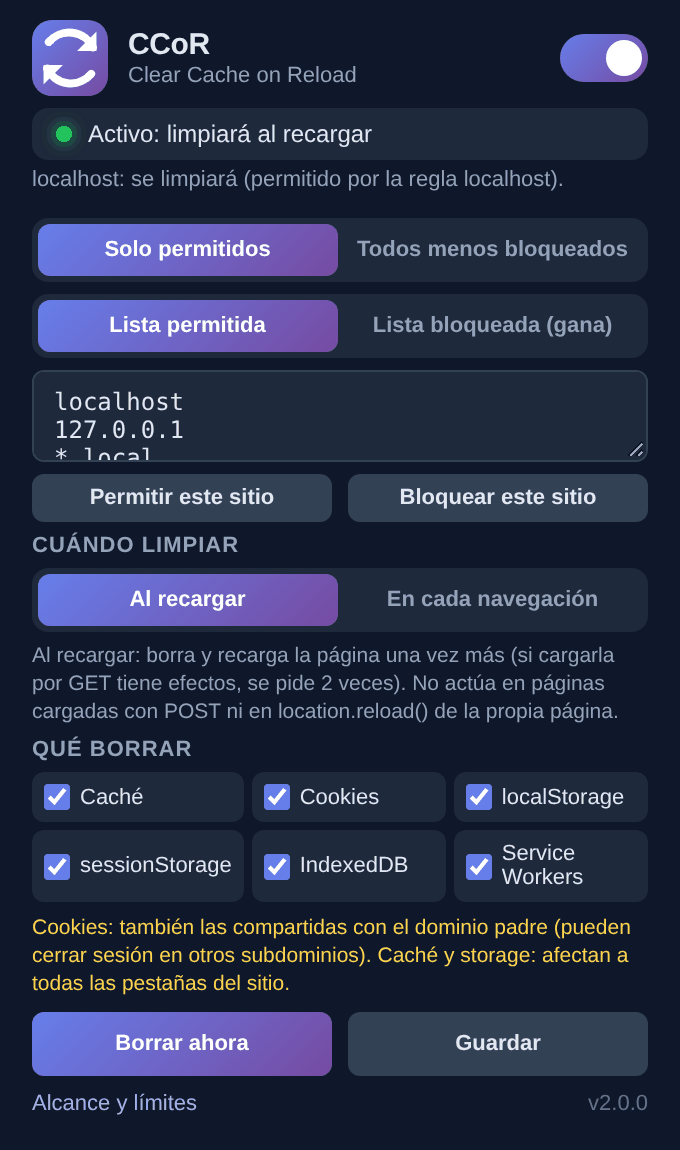 CCoR
Clear Cache on Reload
Activo: limpiará al recargar
localhost: se limpiará (permitido por la regla localhost).
Solo permitidos
Todos menos bloqueados
Lista permitida
Lista bloqueada (gana)
localhost
127.0.0.1
*.local
Permitir este sitio
Bloquear este sitio
CUÁNDO LIMPIAR
Al recargar
En cada navegación
Al recargar: borra y recarga la página una vez más (si cargarla
por GET tiene efectos, se pide 2 veces). No actúa en páginas
cargadas con POST ni en location.reload() de la propia página.
QUÉ BORRAR
Caché
Cookies
localStorage
sessionStorage
IndexedDB
Service
Workers
Cookies: también las compartidas con el dominio padre (pueden
cerrar sesión en otros subdominios). Caché y storage: afectan a
todas las pestañas del sitio.
Borrar ahora
Guardar
Alcance y límites
v2.0.0